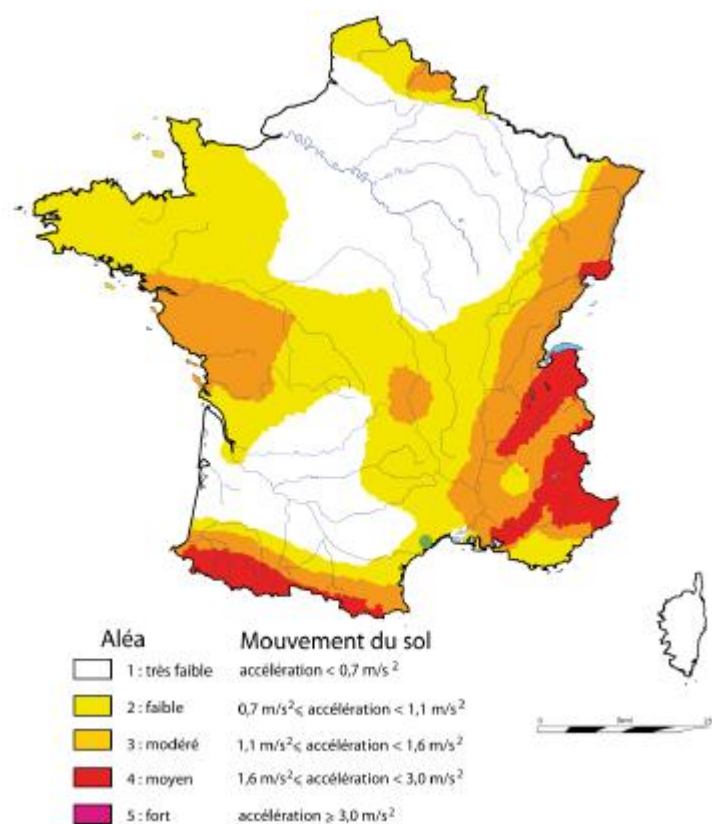 Aléa Mouvement du sol
1 : très faible accélération < 0,7 m/s²
2 : faible 0,7 m/s² ⩽ accélération < 1,1 m/s²
3 : modéré 1,1 m/s² ⩽ accélération < 1,6 m/s²
4 : moyen 1,6 m/s² ⩽ accélération < 3,0 m/s²
5 : fort accélération ⩾ 3,0 m/s²
0